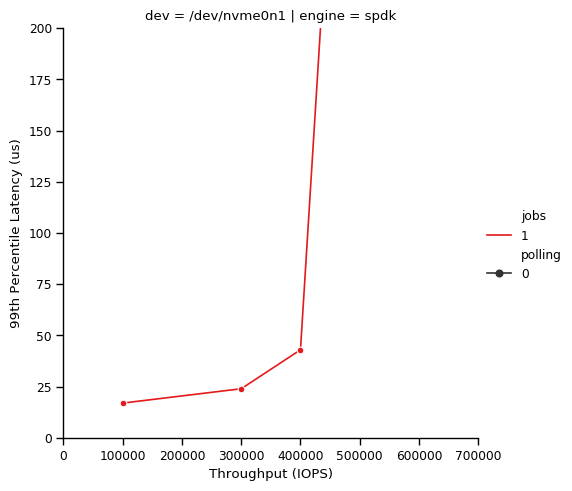 dev = /dev/nvme0n1 | engine = spdk
200
175
150
125
100
75
50
25
0
99th Percentile Latency (us)
0 100000 200000 300000 400000 500000 600000 700000
Throughput (IOPS)
jobs
1
polling
0